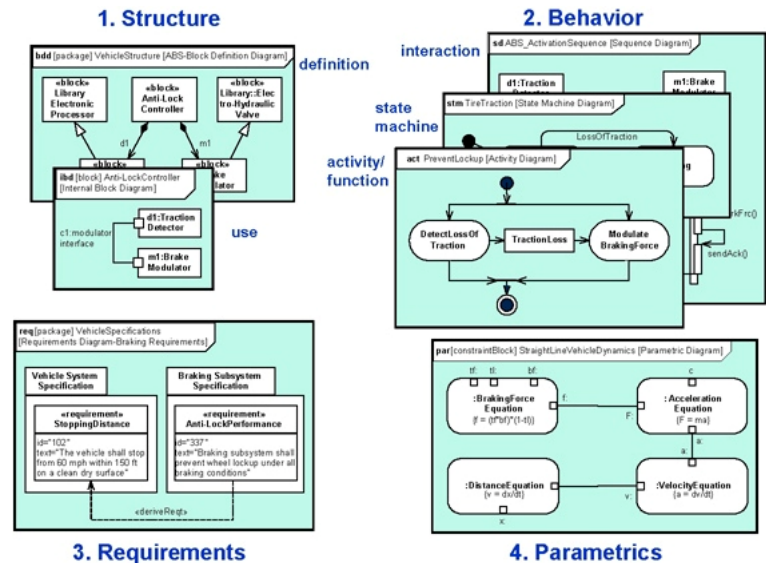 1. Structure
bdd [package] VehicleStructure [ABS-Block Definition Diagram]
definition
«block»
Library
Electronic
Processor
«block»
Anti-Lock
Controller
«block»
Library::Elec
tro-Hydraulic
Valve
d1
m1
«block»
ibd [block] Anti-LockController
[Internal Block Diagram]
use
c1:modulator
interface
d1:Traction
Detector
m1:Brake
Modulator
2. Behavior
interaction
sd ABS_ActivationSequence [Sequence Diagram]
d1:Traction
m1:Brake
state
machine
stm TireTraction [State Machine Diagram]
LossOfTraction
activity/
function
act PreventLockup [Activity Diagram]
DetectLossOf
Traction
TractionLoss
Modulate
BrakingForce
sendAck()
req [package] VehicleSpecifications
[Requirements Diagram-Braking Requirements]
Vehicle System
Specification
«requirement»
StoppingDistance
id="102"
text="The vehicle shall stop
from 60 mph within 150 ft
on a clean dry surface"
Braking Subsystem
Specification
«requirement»
Anti-LockPerformance
id="337"
text="Braking subsystem shall
prevent wheel lockup under all
braking conditions"
«deriveReqt»
3. Requirements
par [constraintBlock] StraightLineVehicleDynamics [Parametric Diagram]
tf:
tl:
bf:
c
:BrakingForce
Equation
{f = (tf*bf)*(1-tl)}
f:
F:
:Acceleration
Equation
{F = ma}
a:
a:
:DistanceEquation
{v = dx/dt}
v:
:VelocityEquation
{a = dv/dt}
x:
4. Parametrics